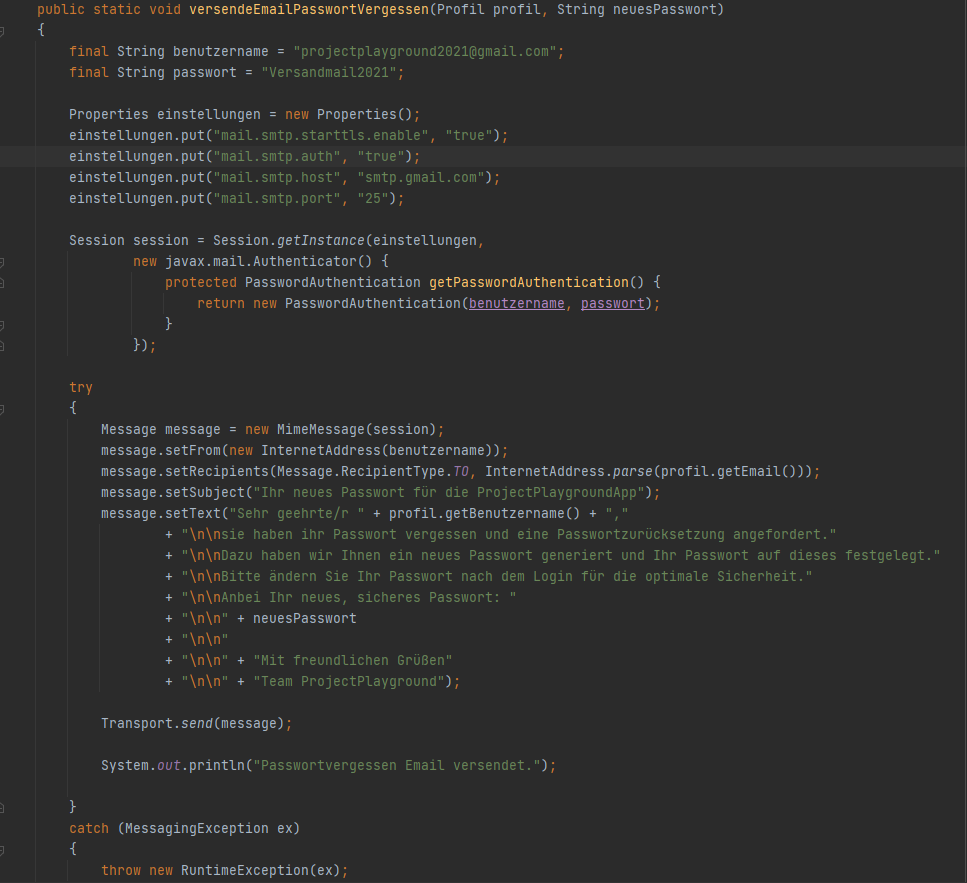 public static void versendeEmailPasswortVergessen(Profil profil, String neuesPasswort)
{
final String benutzername = "projectplayground2021@gmail.com";
final String passwort = "Versandmail2021";
Properties einstellungen = new Properties();
einstellungen.put("mail.smtp.starttls.enable", "true");
einstellungen.put("mail.smtp.auth", "true");
einstellungen.put("mail.smtp.host", "smtp.gmail.com");
einstellungen.put("mail.smtp.port", "25");
Session session = Session.getInstance(einstellungen,
new javax.mail.Authenticator() {
protected PasswordAuthentication getPasswordAuthentication() {
return new PasswordAuthentication(benutzername, passwort);
}
});
try
{
Message message = new MimeMessage(session);
message.setFrom(new InternetAddress(benutzername));
message.setRecipients(Message.RecipientType.TO, InternetAddress.parse(profil.getEmail()));
message.setSubject("Ihr neues Passwort für die ProjectPlaygroundApp");
message.setText("Sehr geehrte/r " + profil.getBenutzername() + ","
+ "\n\nsie haben ihr Passwort vergessen und eine Passwortzurücksetzung angefordert."
+ "\n\nDazu haben wir Ihnen ein neues Passwort generiert und Ihr Passwort auf dieses festgelegt."
+ "\n\nBitte ändern Sie Ihr Passwort nach dem Login für die optimale Sicherheit."
+ "\n\nAnbei Ihr neues, sicheres Passwort: "
+ "\n\n" + neuesPasswort
+ "\n\n"
+ "\n\n" + "Mit freundlichen Grüßen"
+ "\n\n" + "Team ProjectPlayground");
Transport.send(message);
System.out.println("Passwortvergessen Email versendet.");
}
catch (MessagingException ex)
{
throw new RuntimeException(ex);